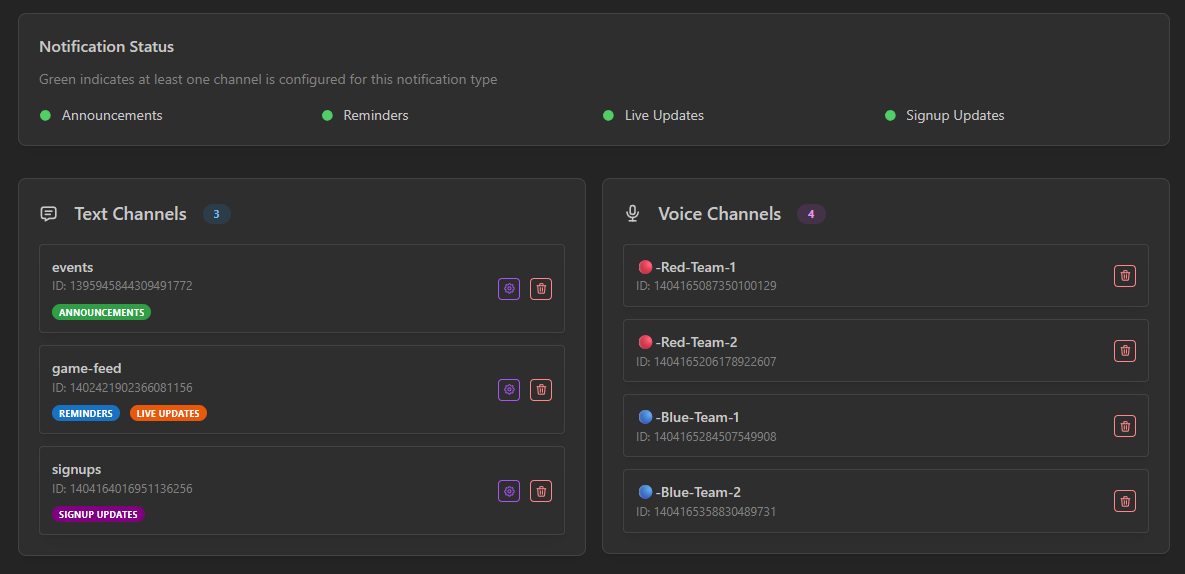 Notification Status
Green indicates at least one channel is configured for this notification type
Announcements
Reminders
Live Updates
Signup Updates
Text Channels 3
events
ID: 1395945844309491772
ANNOUNCEMENTS
game-feed
ID: 1402421902366081156
REMINDERS LIVE UPDATES
signups
ID: 1404164016951136256
SIGNUP UPDATES
Voice Channels 4
🔴-Red-Team-1
ID: 1404165087350100129
🔴-Red-Team-2
ID: 1404165206178922607
🔵-Blue-Team-1
ID: 1404165284507549908
🔵-Blue-Team-2
ID: 1404165358830489731